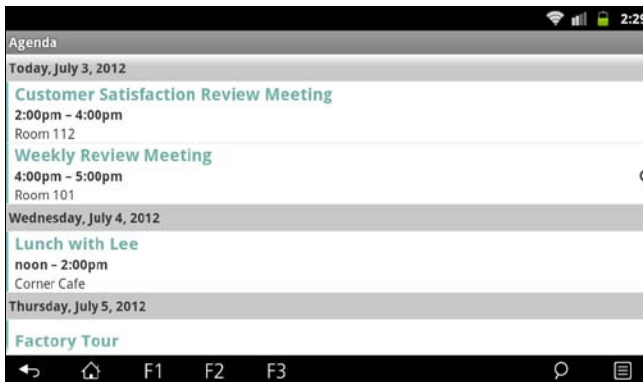 2:29
Agenda
Today, July 3, 2012
Customer Satisfaction Review Meeting
2:00pm – 4:00pm
Room 112
Weekly Review Meeting
4:00pm – 5:00pm
Room 101
Wednesday, July 4, 2012
Lunch with Lee
noon – 2:00pm
Corner Cafe
Thursday, July 5, 2012
Factory Tour
F1 F2 F3